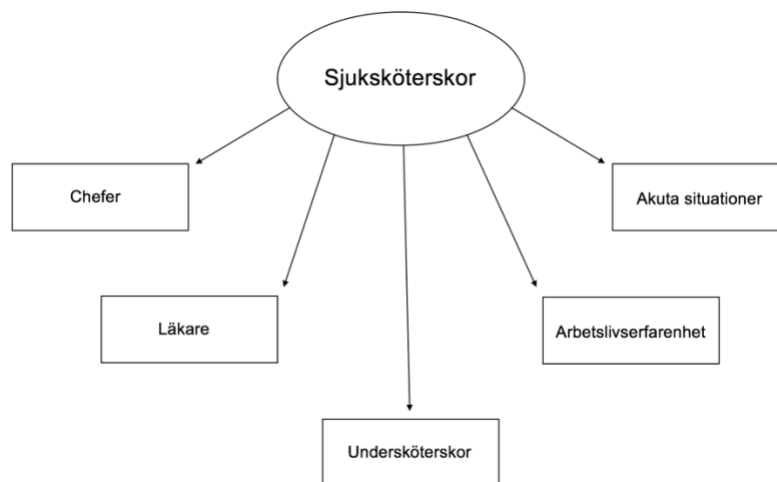 Sjuksköterskor
Chefer
Akuta situationer
Läkare
Arbetslivserfarenhet
Undersköterskor